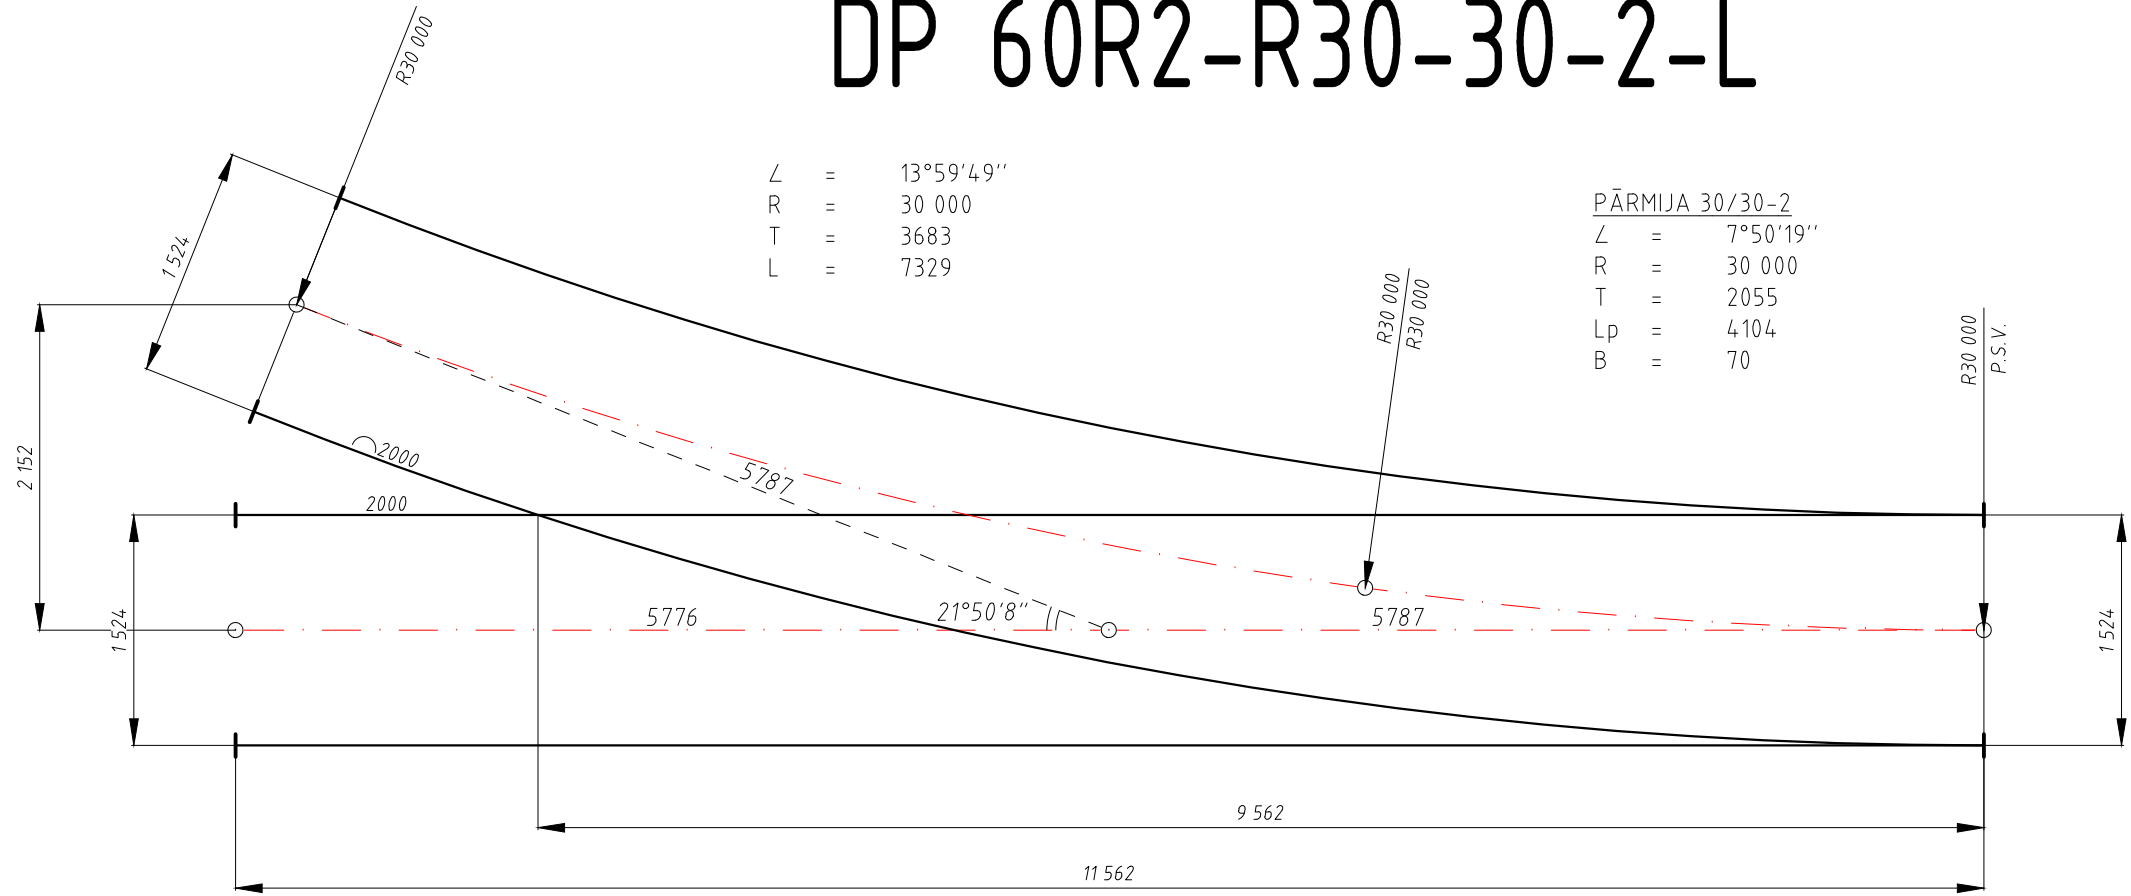 DP 60R2-R30-30-2-L
R30 000
∠ = 13°59'49''
R = 30 000
T = 3683
L = 7329
PĀRMIJA 30/30-2
∠ = 7°50'19''
R = 30 000
T = 2055
Lp = 4104
B = 70
1 524
R30 000
R30 000
R30 000
P.S.V.
2 152
2000
2000
5787
1 524
5776
21°50'8''
5787
1 524
9 562
11 562